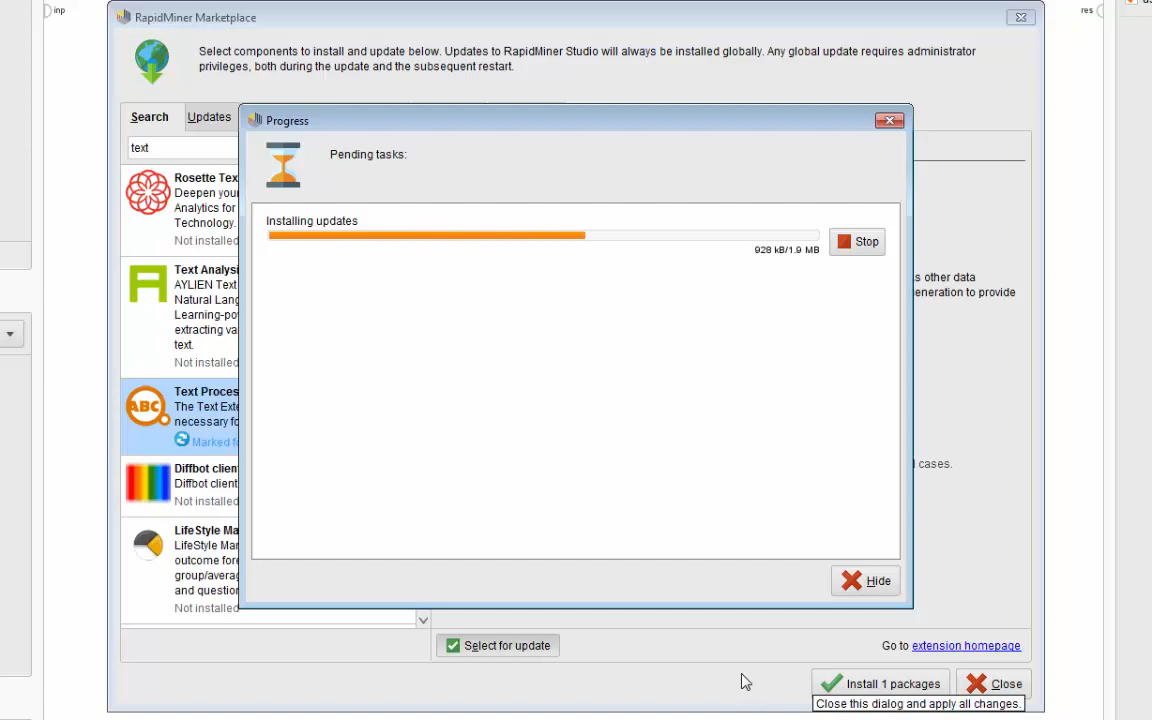 inp
res
RapidMiner Marketplace
Select components to install and update below. Updates to RapidMiner Studio will always be installed globally. Any global update requires administrator
privileges, both during the update and the subsequent restart.
Search
Updates
text
Rosette Tex
Deepen your
Analytics for
Technology.
Not installed
Text Analysi
AYLIEN Text
Natural Lang
Learning-po
extracting va
text.
Not installed
Text Proces
The Text Exte
necessary fo
Marked fo
Diffbot clien
Diffbot client
Not installed
LifeStyle Ma
LifeStyle Mar
outcome fore
group/averag
and question
Not installed
Progress
Pending tasks:
Installing updates
928 kB/1.9 MB
Stop
Hide
s other data
eneration to provide
cases.
Select for update
Go to extension homepage
Install 1 packages
Close
Close this dialog and apply all changes.